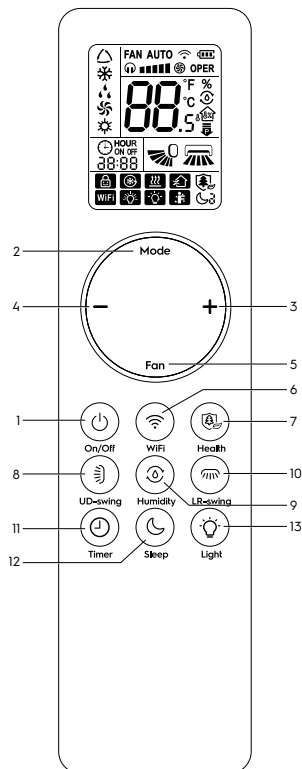 FAN AUTO
OPER
88.5 °F °C %
8℃
HOUR
ON OFF
88:88
WiFi
2 Mode
4 − + 3
Fan 5
6
1 7
On/Off WiFi Health
8 10
UD-swing Humidity LR-swing
9
11 13
Timer Sleep Light
12